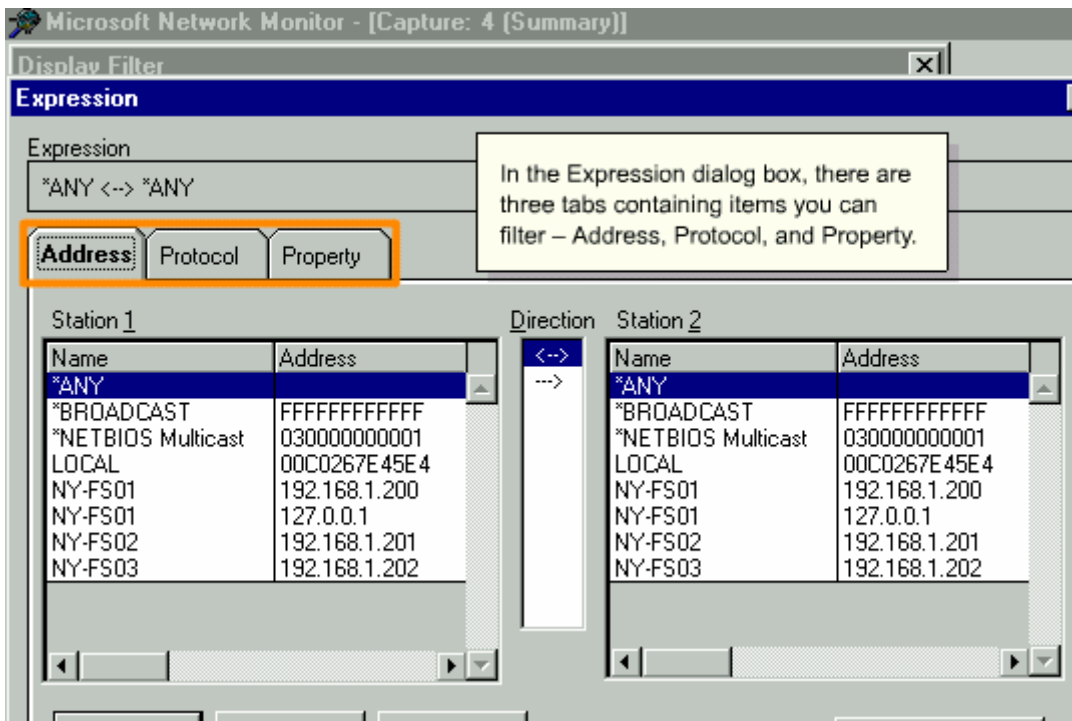 Microsoft Network Monitor - [Capture: 4 (Summary)]
Display Filter
Expression
Expression
*ANY <--> *ANY
In the Expression dialog box, there are
three tabs containing items you can
filter – Address, Protocol, and Property.
Address Protocol Property
Station 1 Direction Station 2
Name Address <--> Name Address
*ANY ---> *ANY
*BROADCAST FFFFFFFFFFFF *BROADCAST FFFFFFFFFFFF
*NETBIOS Multicast 030000000001 *NETBIOS Multicast 030000000001
LOCAL 00C0267E45E4 LOCAL 00C0267E45E4
NY-FS01 192.168.1.200 NY-FS01 192.168.1.200
NY-FS01 127.0.0.1 NY-FS01 127.0.0.1
NY-FS02 192.168.1.201 NY-FS02 192.168.1.201
NY-FS03 192.168.1.202 NY-FS03 192.168.1.202